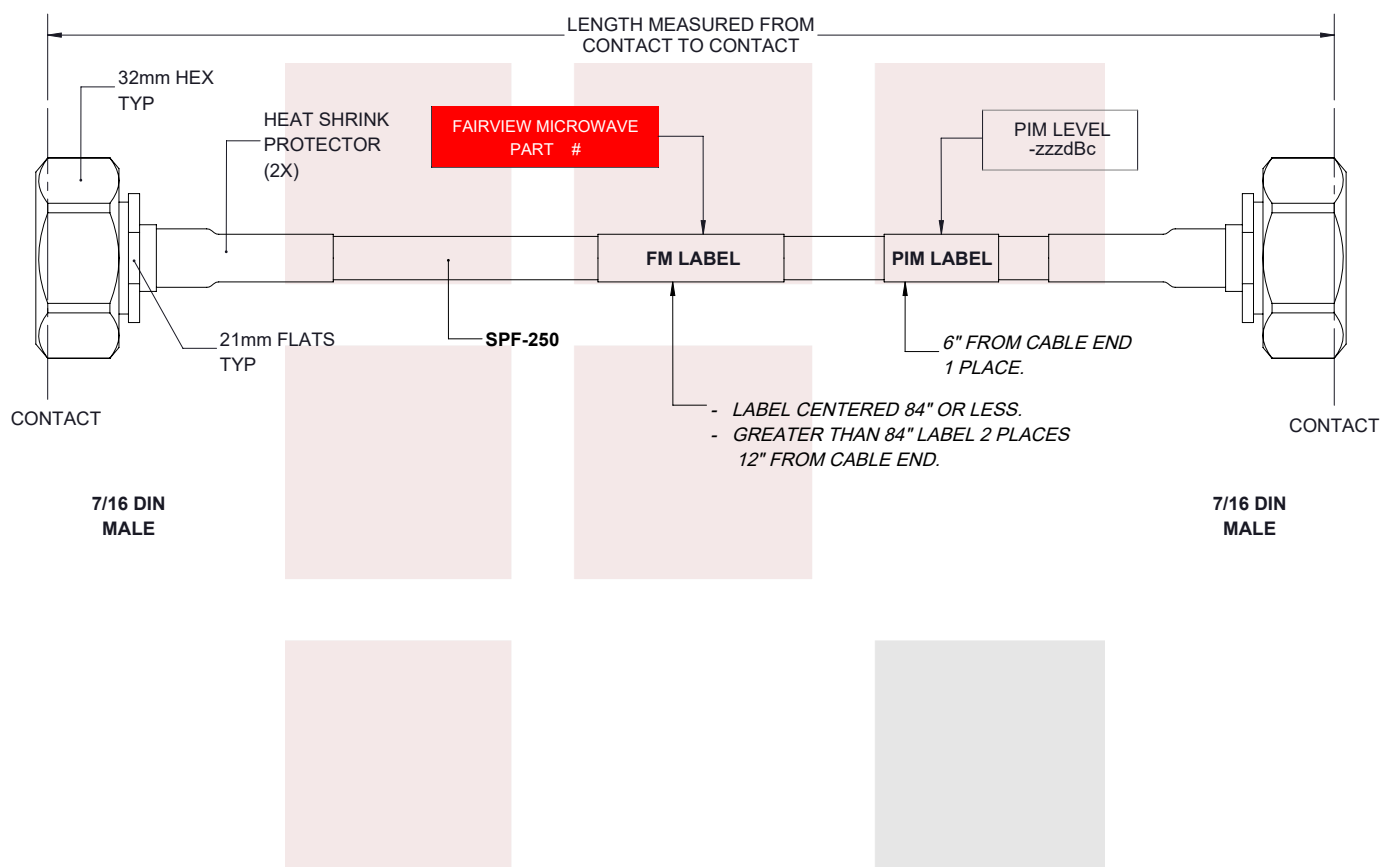 LENGTH MEASURED FROM
CONTACT TO CONTACT
32mm HEX
TYP
HEAT SHRINK
PROTECTOR
(2X)
FAIRVIEW MICROWAVE
PART #
PIM LEVEL
-zzzdBc
FM LABEL
PIM LABEL
21mm FLATS
TYP
SPF-250
6" FROM CABLE END
1 PLACE.
- LABEL CENTERED 84" OR LESS.
- GREATER THAN 84" LABEL 2 PLACES
12" FROM CABLE END.
CONTACT
CONTACT
7/16 DIN
MALE
7/16 DIN
MALE